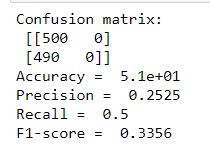 Confusion matrix:
[[500   0]
[490   0]]
Accuracy =  5.1e+01
Precision =  0.2525
Recall =  0.5
F1-score =  0.3356